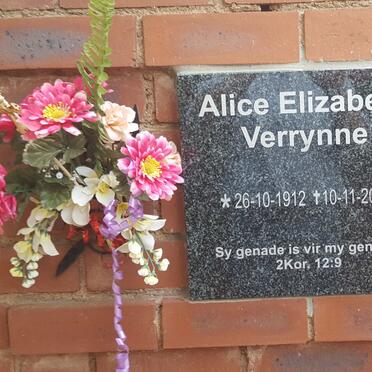 Alice Elizabe
Verrynne
* 26-10-1912 ✝10-11-20
Sy genade is vir my gen
2Kor. 12:9